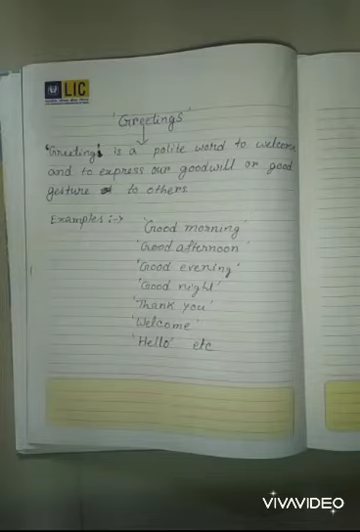 LIC
'Greetings'
'Greeting' is a polite word to welcome
and to express our goodwill or good
gesture to others
Examples :->
'Good morning'
'Good afternoon'
'Good evening'
'Good night'
'Thank you'
'Welcome'
'Hello' etc
VIVAVIDEO